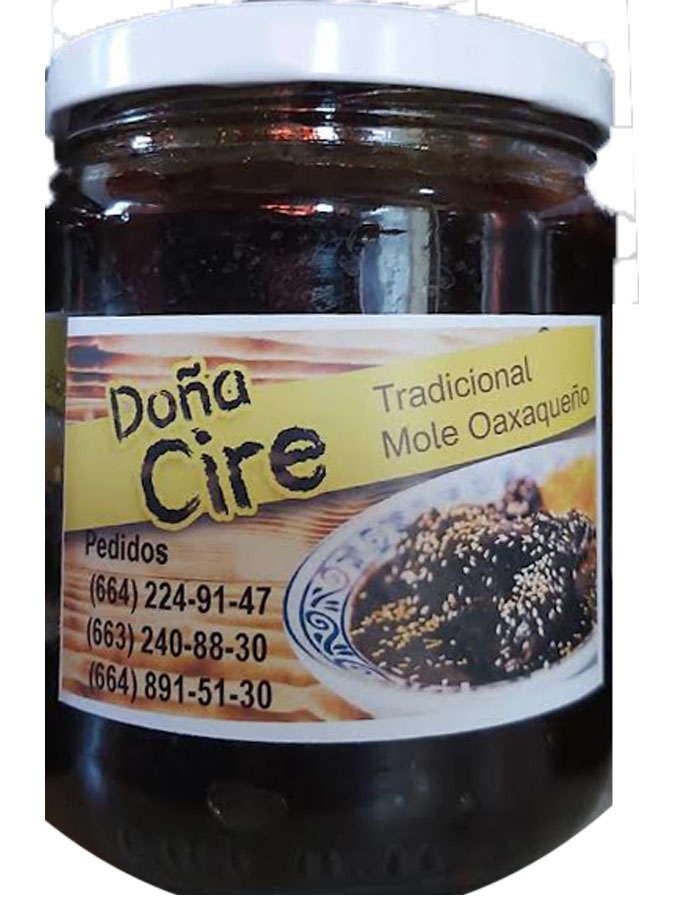 Doña
Cire
Tradicional
Mole Oaxaqueño
Pedidos
(664) 224-91-47
(663) 240-88-30
(664) 891-51-30